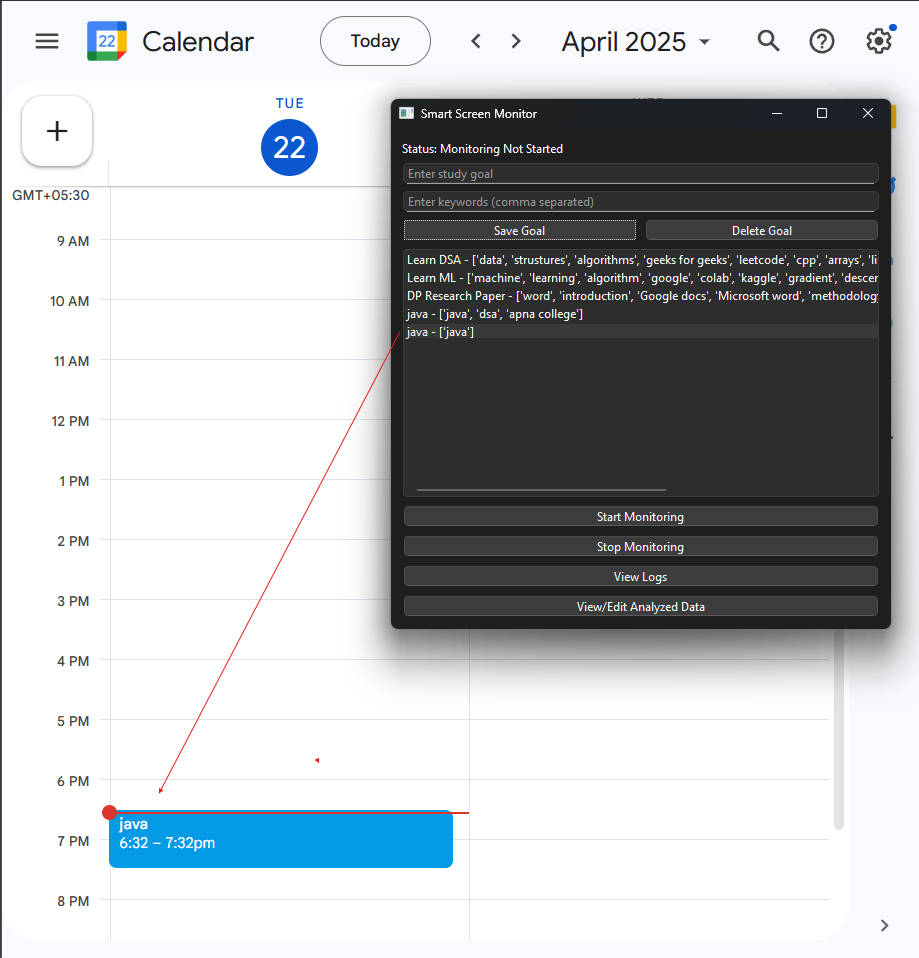 22 Calendar Today April 2025
TUE
22
GMT+05:30
9 AM
10 AM
11 AM
12 PM
1 PM
2 PM
3 PM
4 PM
5 PM
6 PM
7 PM
8 PM
java
6:32 – 7:32pm
Smart Screen Monitor
Status: Monitoring Not Started
Enter study goal
Enter keywords (comma separated)
Save Goal Delete Goal
Learn DSA - ['data', 'strustures', 'algorithms', 'geeks for geeks', 'leetcode', 'cpp', 'arrays', 'li
Learn ML - ['machine', 'learning', 'algorithm', 'google', 'colab', 'kaggle', 'gradient', 'descen
DP Research Paper - ['word', 'introduction', 'Google docs', 'Microsoft word', 'methodology
java - ['java', 'dsa', 'apna college']
java - ['java']
Start Monitoring
Stop Monitoring
View Logs
View/Edit Analyzed Data